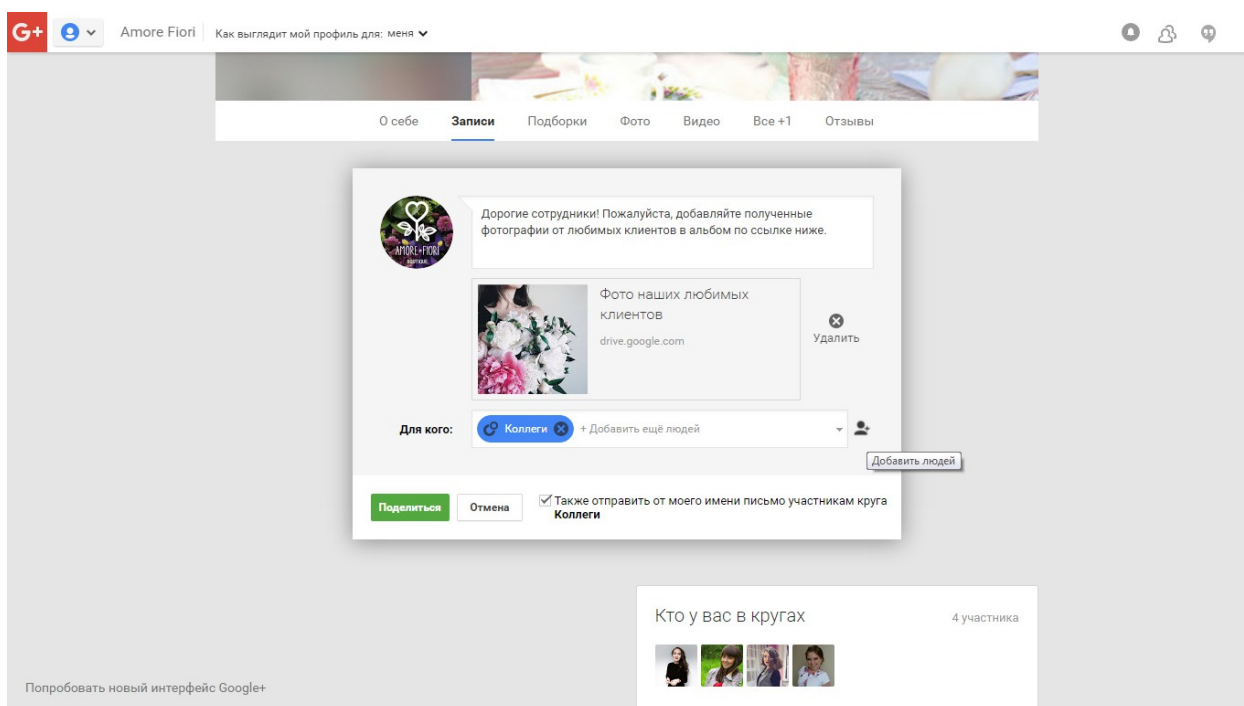 G+
Amore Fiori
Как выглядит мой профиль для: меня
О себе
Записи
Подборки
Фото
Видео
Все +1
Отзывы
AMORE+FIORI
BOUTIQUE
Дорогие сотрудники! Пожалуйста, добавляйте полученные
фотографии от любимых клиентов в альбом по ссылке ниже.
Фото наших любимых
клиентов
drive.google.com
Удалить
Для кого:
Коллеги
+ Добавить ещё людей
Добавить людей
Поделиться
Отмена
Также отправить от моего имени письмо участникам круга
Коллеги
Кто у вас в кругах
4 участника
Попробовать новый интерфейс Google+